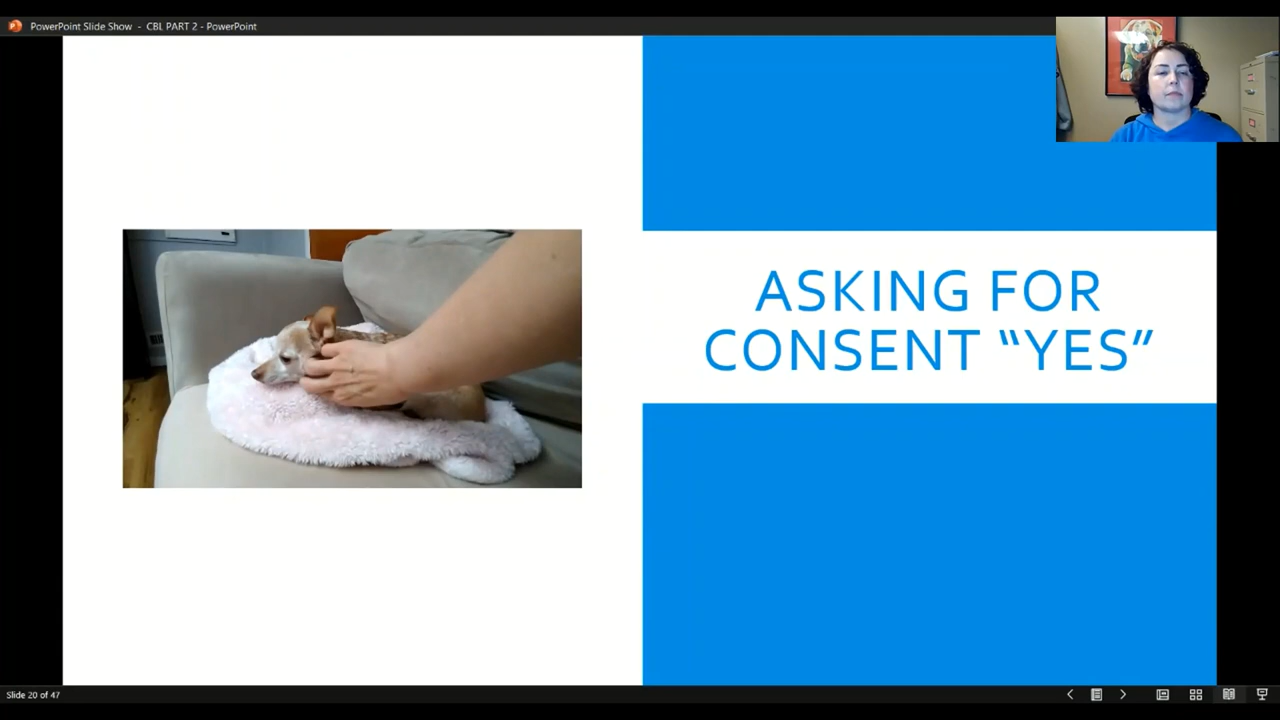 PowerPoint Slide Show - CBL PART 2 - PowerPoint
ASKING FOR
CONSENT “YES”
Slide 20 of 47